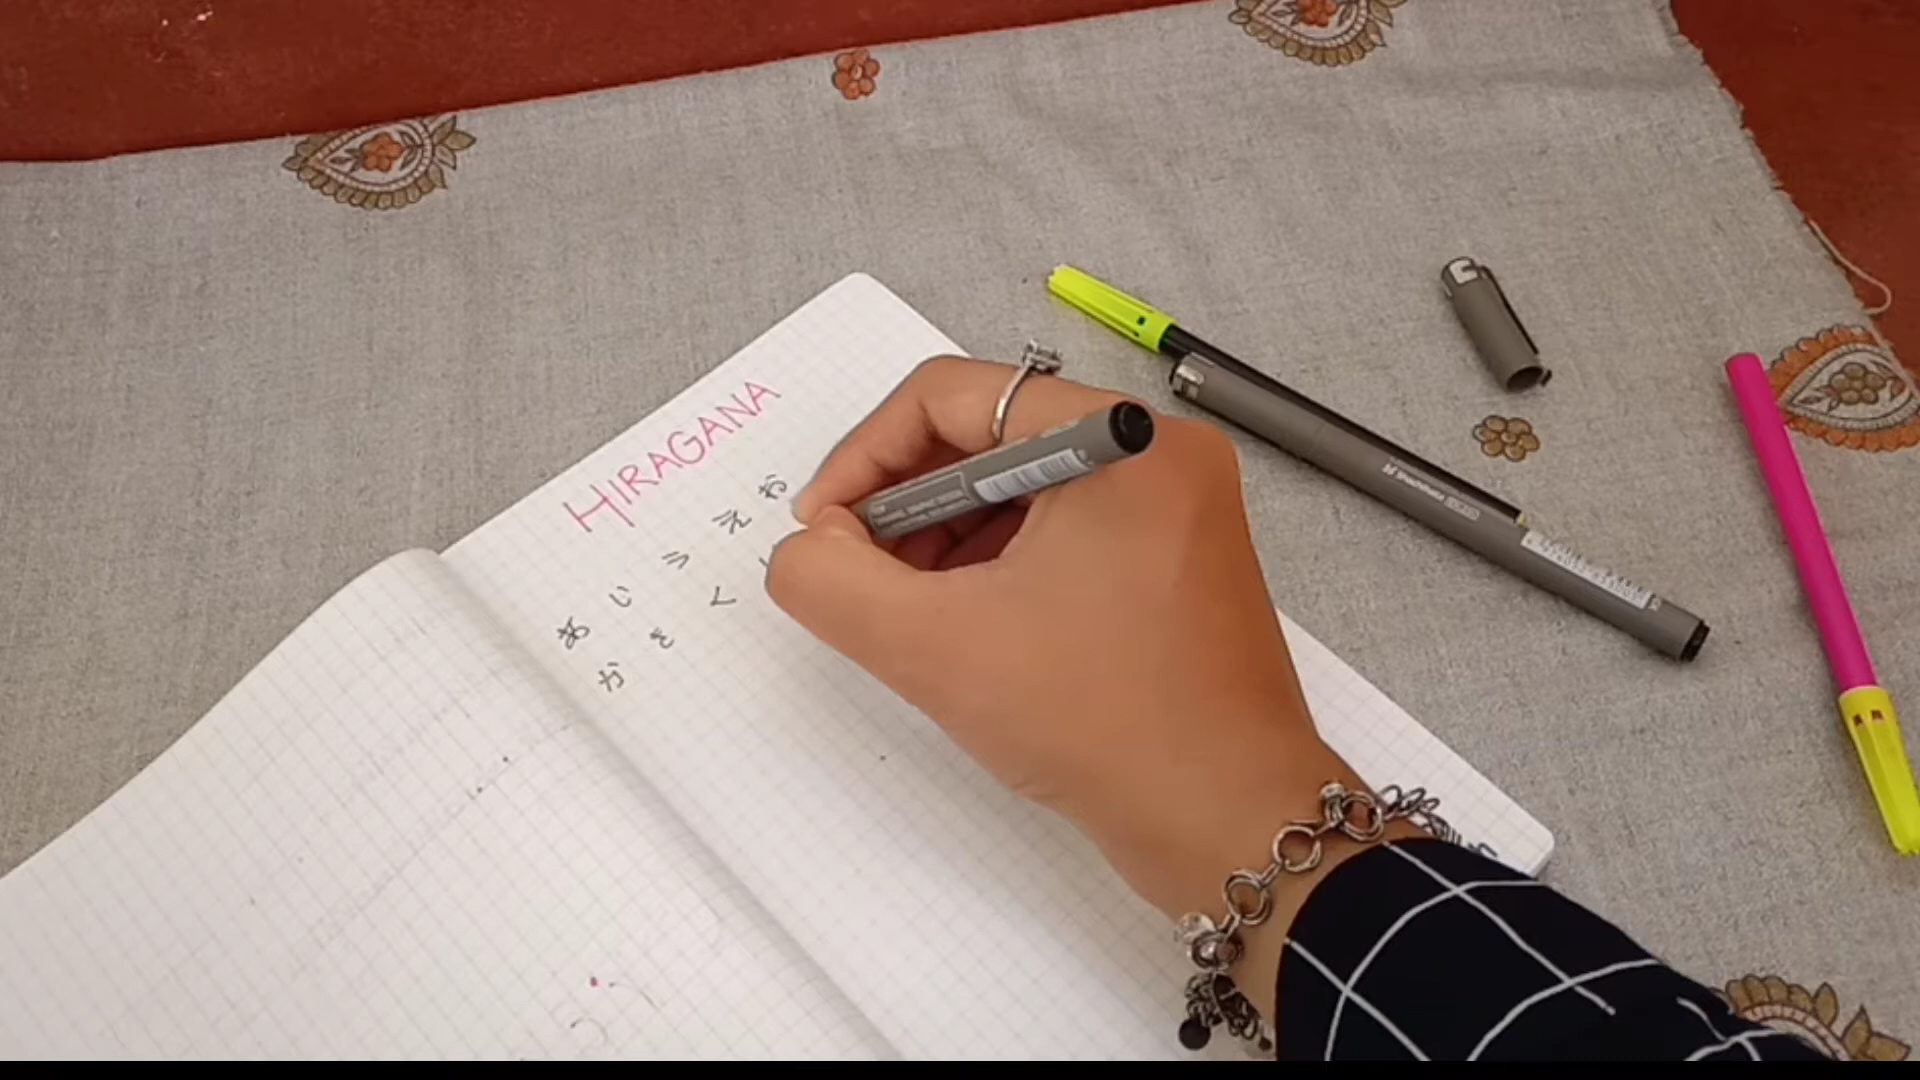 HIRAGANA
あ い う え お
か き く